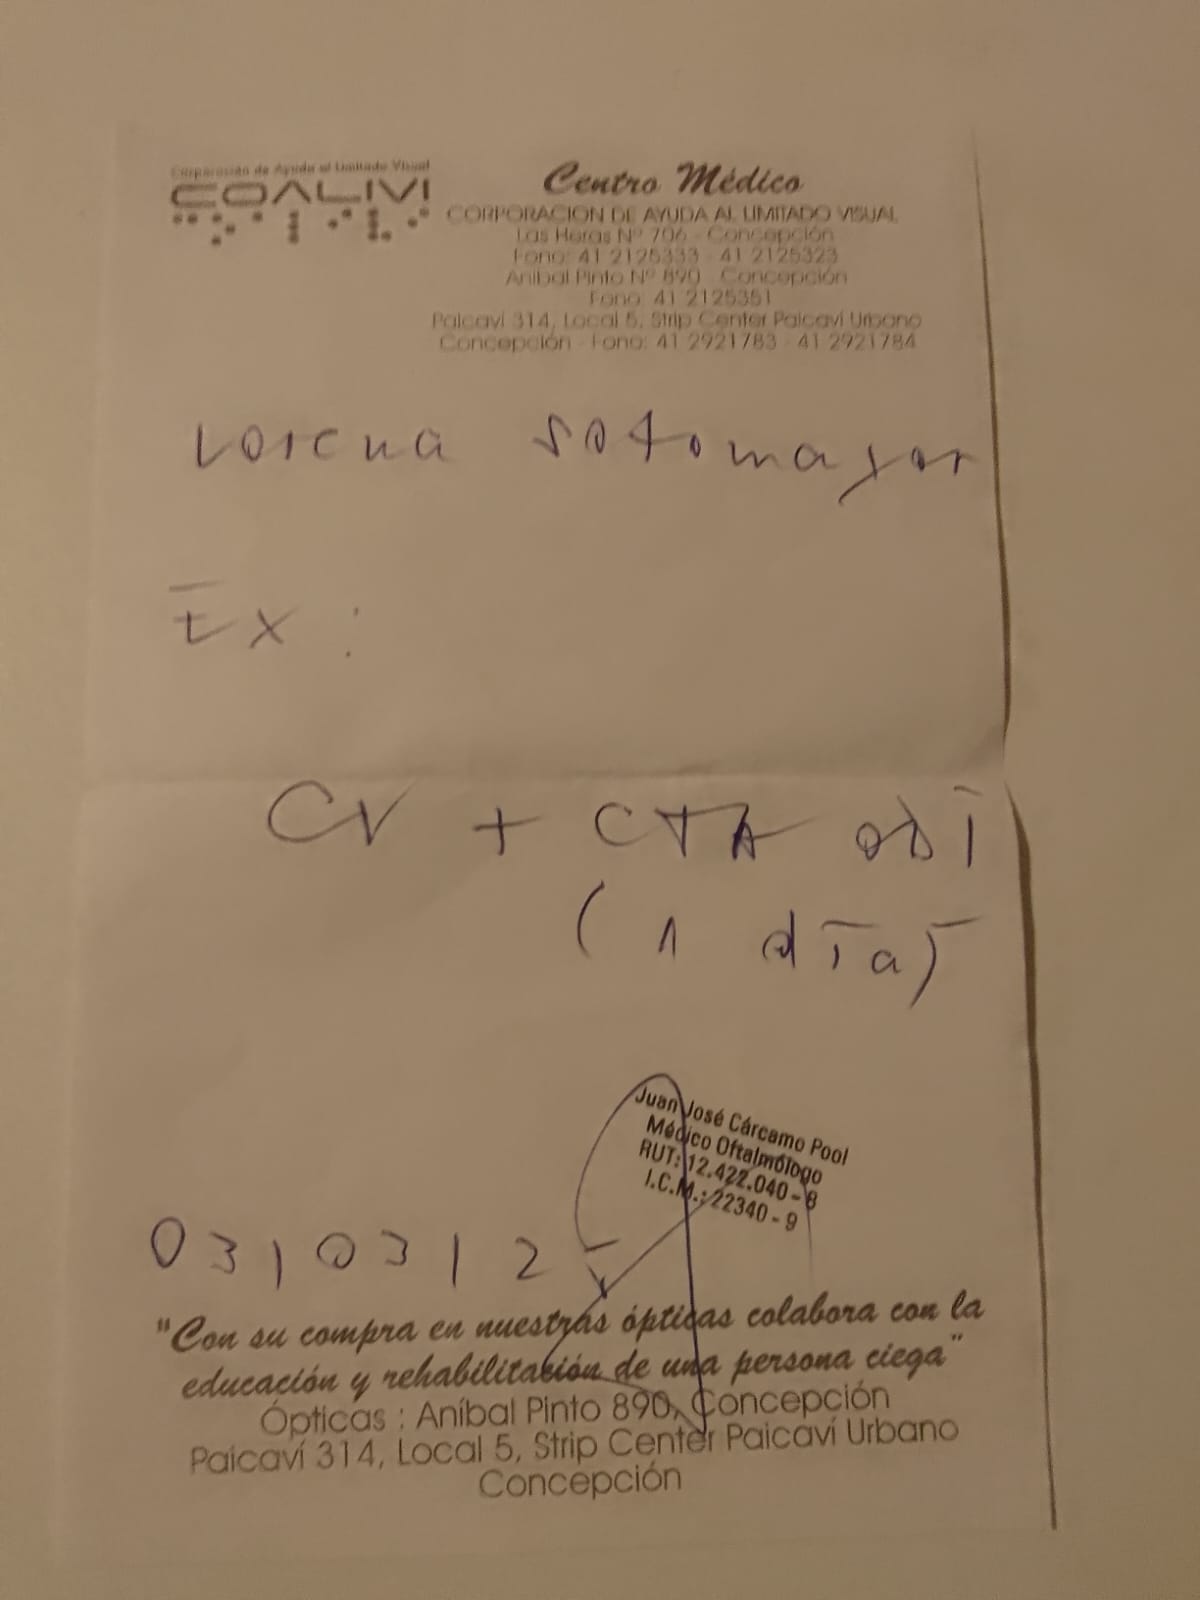 Corporación de Ayuda al Limitado Visual
COALIVI
Centro Médico
CORPORACION DE AYUDA AL LIMITADO VISUAL
Las Heras Nº 706 - Concepción
Fono: 41 2125333 - 41 2125323
Aníbal Pinto Nº 890 - Concepción
Fono: 41 2125351
Paicaví 314, Local 5, Strip Center Paicaví Urbano
Concepción - Fono: 41 2921783 - 41 2921784
Lorena Sotomayor
Ex :
CV + CTA ODI
(1 día)
Juan José Cárcamo Pool
Médico Oftalmólogo
RUT: 12.422.040 - 8
I.C.M.: 22340 - 9
03103125
"Con su compra en nuestras ópticas colabora con la
educación y rehabilitación de una persona ciega"
Ópticas : Aníbal Pinto 890, Concepción
Paicaví 314, Local 5, Strip Center Paicaví Urbano
Concepción